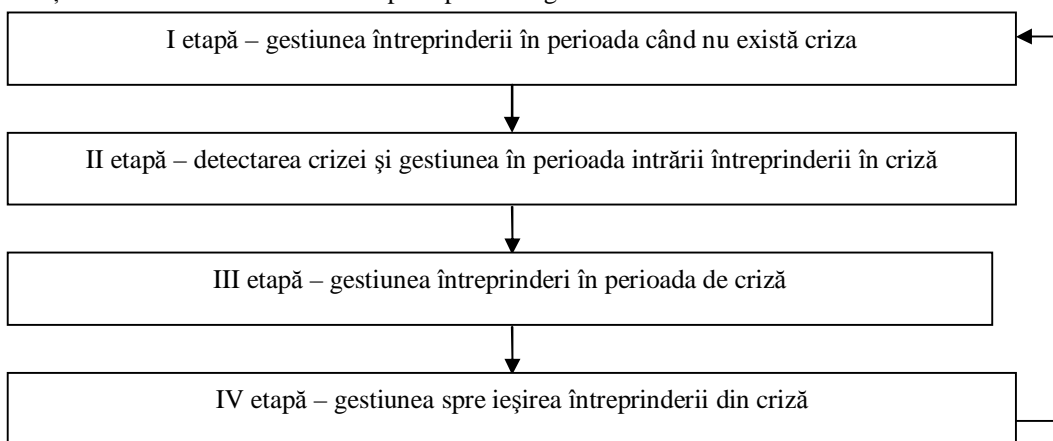 I etapă – gestiunea întreprinderii în perioada când nu există criza
II etapă – detectarea crizei şi gestiunea în perioada intrării întreprinderii în criză
III etapă – gestiunea întreprinderi în perioada de criză
IV etapă – gestiunea spre ieşirea întreprinderii din criză